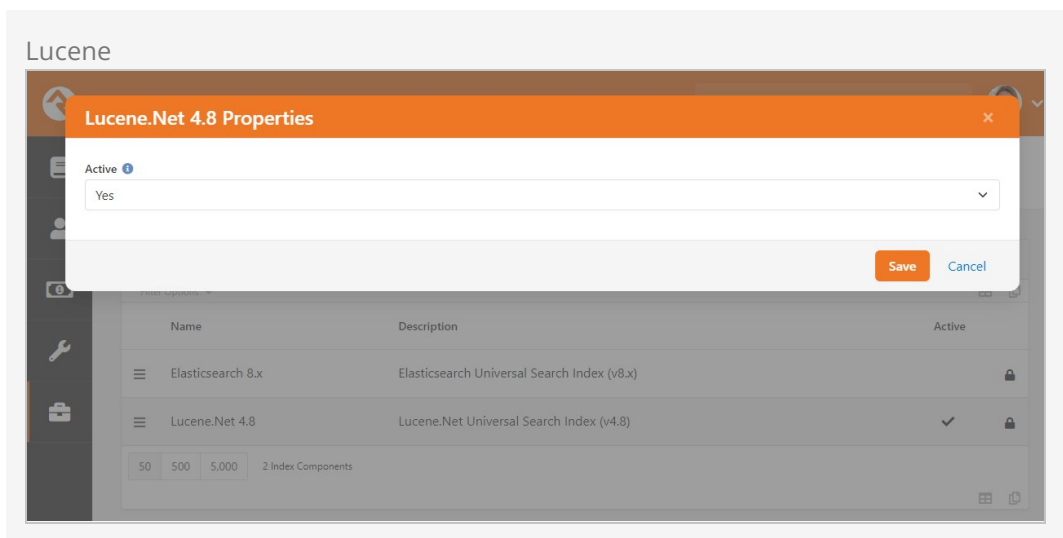 Lucene
Lucene.Net 4.8 Properties ×
Active
Yes
Save Cancel
Filter Options
Name Description Active
Elasticsearch 8.x Elasticsearch Universal Search Index (v8.x)
Lucene.Net 4.8 Lucene.Net Universal Search Index (v4.8)
50 500 5,000 2 Index Components